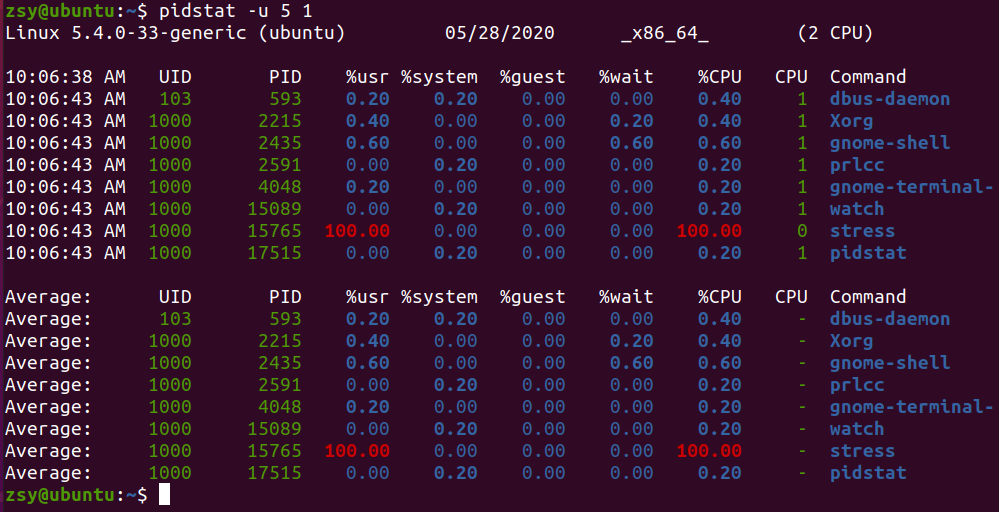 zsy@ubuntu:~$ pidstat -u 5 1
Linux 5.4.0-33-generic (ubuntu) 05/28/2020 _x86_64_ (2 CPU)
10:06:38 AM UID PID %usr %system %guest %wait %CPU CPU Command
10:06:43 AM 103 593 0.20 0.20 0.00 0.00 0.40 1 dbus-daemon
10:06:43 AM 1000 2215 0.40 0.00 0.00 0.20 0.40 1 Xorg
10:06:43 AM 1000 2435 0.60 0.00 0.00 0.60 0.60 1 gnome-shell
10:06:43 AM 1000 2591 0.00 0.20 0.00 0.00 0.20 1 prlcc
10:06:43 AM 1000 4048 0.20 0.00 0.00 0.00 0.20 1 gnome-terminal-
10:06:43 AM 1000 15089 0.00 0.20 0.00 0.00 0.20 1 watch
10:06:43 AM 1000 15765 100.00 0.00 0.00 0.00 100.00 0 stress
10:06:43 AM 1000 17515 0.00 0.20 0.00 0.00 0.20 1 pidstat
Average: UID PID %usr %system %guest %wait %CPU CPU Command
Average: 103 593 0.20 0.20 0.00 0.00 0.40 - dbus-daemon
Average: 1000 2215 0.40 0.00 0.00 0.20 0.40 - Xorg
Average: 1000 2435 0.60 0.00 0.00 0.60 0.60 - gnome-shell
Average: 1000 2591 0.00 0.20 0.00 0.00 0.20 - prlcc
Average: 1000 4048 0.20 0.00 0.00 0.00 0.20 - gnome-terminal-
Average: 1000 15089 0.00 0.20 0.00 0.00 0.20 - watch
Average: 1000 15765 100.00 0.00 0.00 0.00 100.00 - stress
Average: 1000 17515 0.00 0.20 0.00 0.00 0.20 - pidstat
zsy@ubuntu:~$